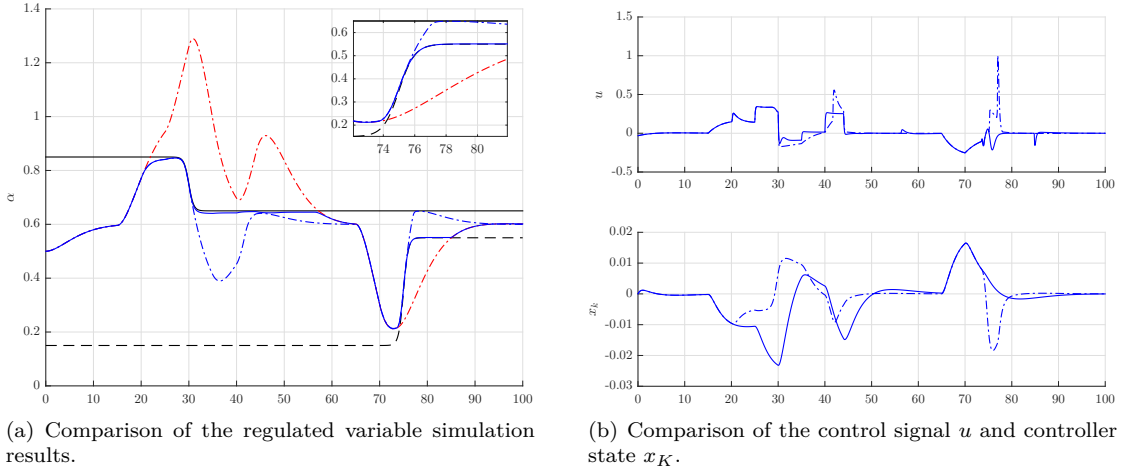 1.4
1.2
1
0.8
0.6
0.4
0.2
0
α
0 10 20 30 40 50 60 70 80 90 100
0.6
0.5
0.4
0.3
0.2
74 76 78 80
1.5
1
0.5
0
-0.5
u
0 10 20 30 40 50 60 70 80 90 100
0.02
0.01
0
-0.01
-0.02
-0.03
x_k
0 10 20 30 40 50 60 70 80 90 100
(a) Comparison of the regulated variable simulation
results.
(b) Comparison of the control signal u and controller
state x_K.